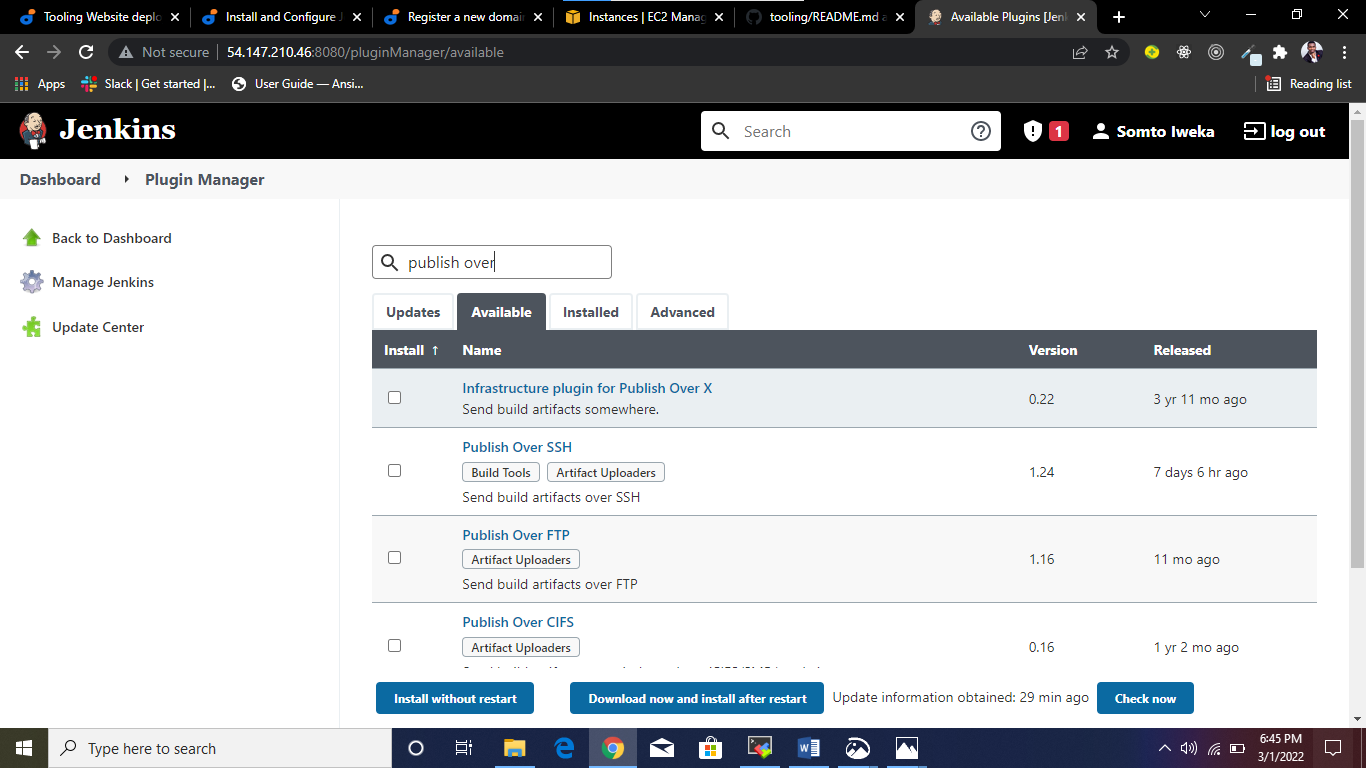 Tooling Website deplo
Install and Configure J
Register a new domai
Instances | EC2 Manag
tooling/README.md a
Available Plugins [Jenk
Not secure
54.147.210.46:8080/pluginManager/available
Apps
Slack | Get started |...
User Guide — Ansi...
Reading list
Jenkins
Search
1
Somto Iweka
log out
Dashboard
Plugin Manager
Back to Dashboard
Manage Jenkins
Update Center
publish over
Updates
Available
Installed
Advanced
Install ↑
Name
Version
Released
Infrastructure plugin for Publish Over X
Send build artifacts somewhere.
0.22
3 yr 11 mo ago
Publish Over SSH
Build Tools
Artifact Uploaders
Send build artifacts over SSH
1.24
7 days 6 hr ago
Publish Over FTP
Artifact Uploaders
Send build artifacts over FTP
1.16
11 mo ago
Publish Over CIFS
Artifact Uploaders
0.16
1 yr 2 mo ago
Install without restart
Download now and install after restart
Update information obtained: 29 min ago
Check now
Type here to search
6:45 PM
3/1/2022